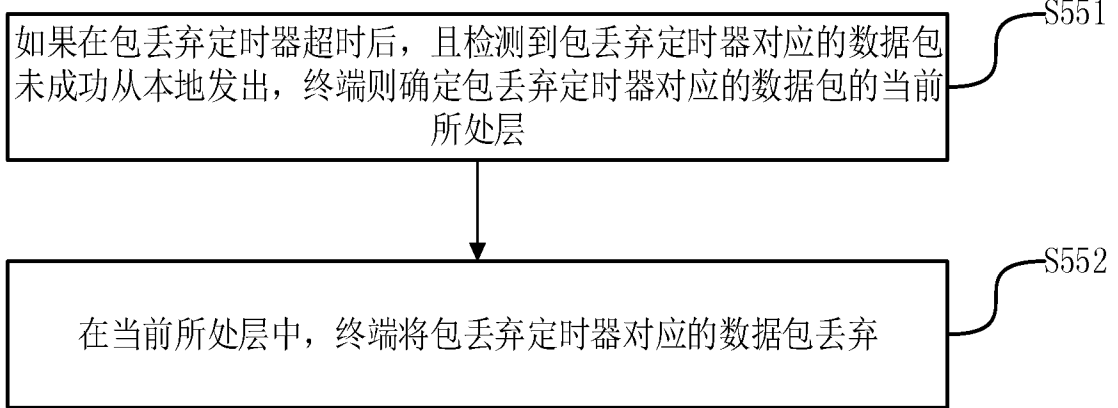 S551
如果在包丢弃定时器超时后，且检测到包丢弃定时器对应的数据包
未成功从本地发出，终端则确定包丢弃定时器对应的数据包的当前
所处层
S552
在当前所处层中，终端将包丢弃定时器对应的数据包丢弃